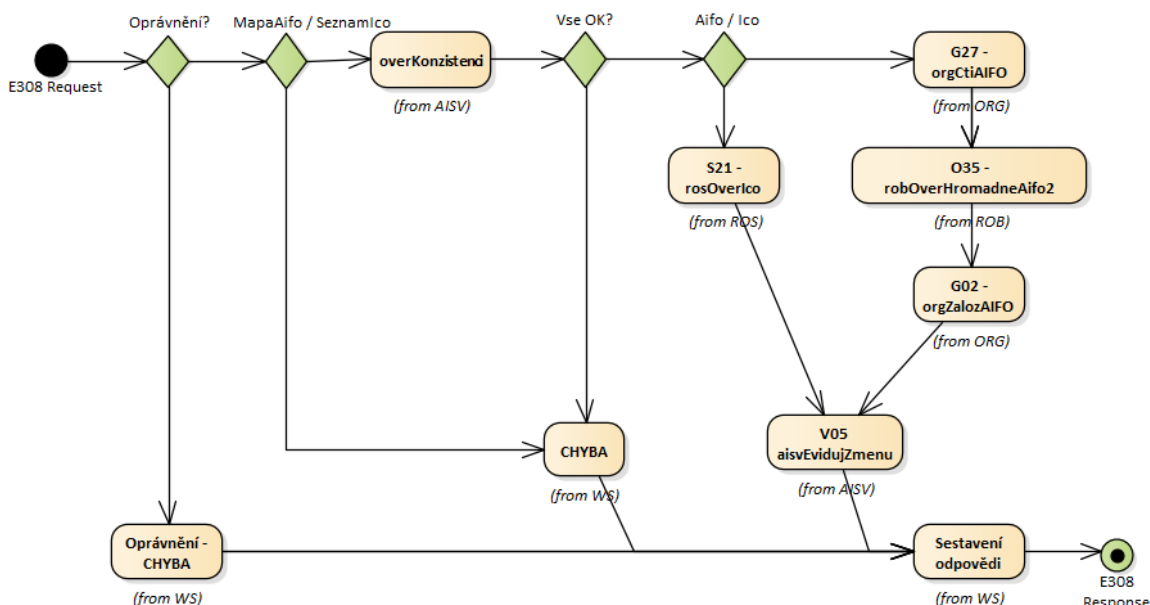 Oprávnění?
MapaAifo / SeznamIco
Vse OK?
Aifo / Ico
E308 Request
overKonzistenci
(from AISV)
G27 -
orgCtiAIFO
(from ORG)
S21 -
rosOverIco
(from ROS)
O35 -
robOverHromadneAifo2
(from ROB)
G02 -
orgZalozAIFO
(from ORG)
CHYBA
(from WS)
V05
aisvEvidujZmenu
(from AISV)
Oprávnění -
CHYBA
(from WS)
Sestavení
odpovědi
(from WS)
E308
Response